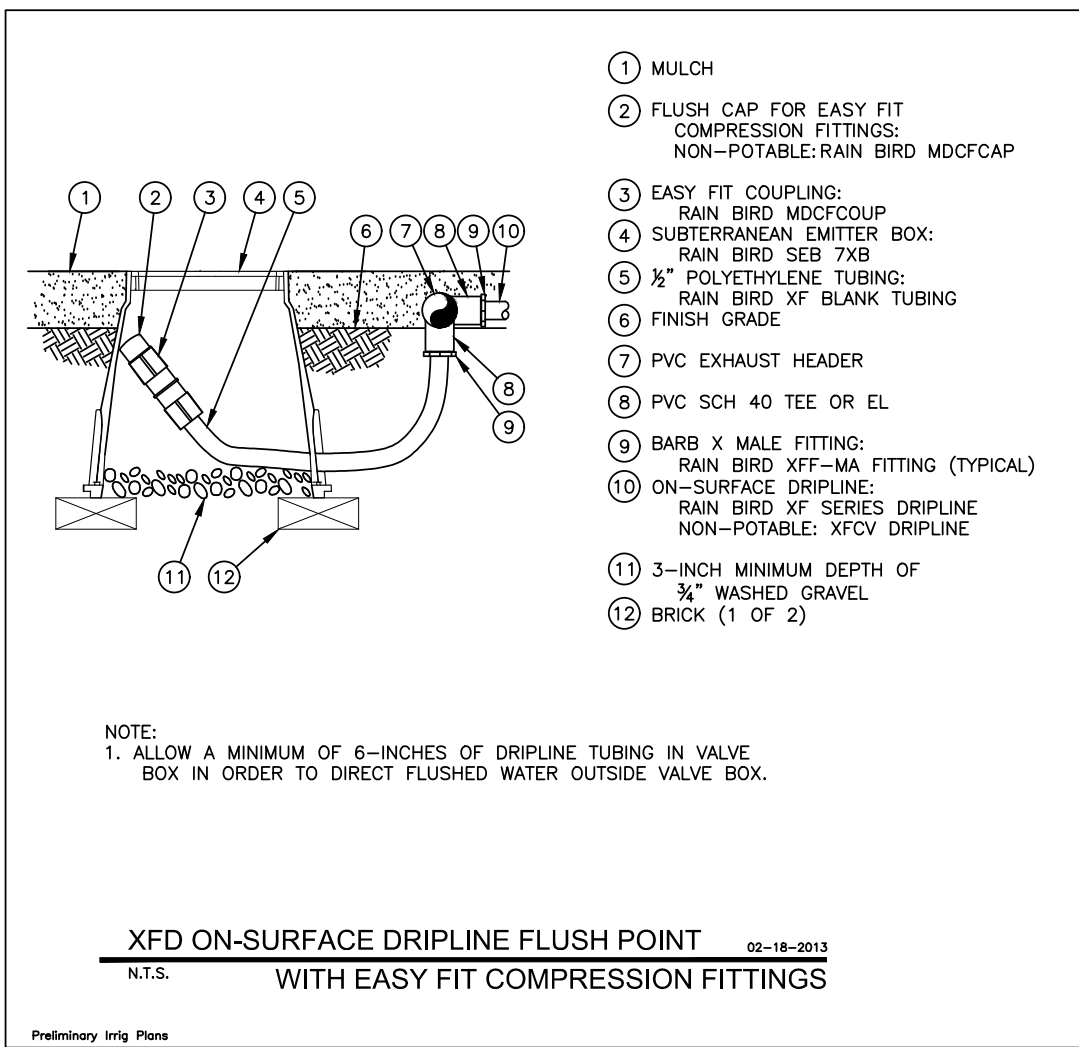 1 MULCH
2 FLUSH CAP FOR EASY FIT
COMPRESSION FITTINGS:
NON-POTABLE: RAIN BIRD MDCFCAP
3 EASY FIT COUPLING:
RAIN BIRD MDCFCOUP
4 SUBTERRANEAN EMITTER BOX:
RAIN BIRD SEB 7XB
5 ½" POLYETHYLENE TUBING:
RAIN BIRD XF BLANK TUBING
6 FINISH GRADE
7 PVC EXHAUST HEADER
8 PVC SCH 40 TEE OR EL
9 BARB X MALE FITTING:
RAIN BIRD XFF-MA FITTING (TYPICAL)
10 ON-SURFACE DRIPLINE:
RAIN BIRD XF SERIES DRIPLINE
NON-POTABLE: XFCV DRIPLINE
11 3-INCH MINIMUM DEPTH OF
¾" WASHED GRAVEL
12 BRICK (1 OF 2)
1 2 3 4 5
6 7 8 9 10
8
9
11 12
NOTE:
1. ALLOW A MINIMUM OF 6-INCHES OF DRIPLINE TUBING IN VALVE
BOX IN ORDER TO DIRECT FLUSHED WATER OUTSIDE VALVE BOX.
XFD ON-SURFACE DRIPLINE FLUSH POINT 02-18-2013
N.T.S. WITH EASY FIT COMPRESSION FITTINGS
Preliminary Irrig Plans